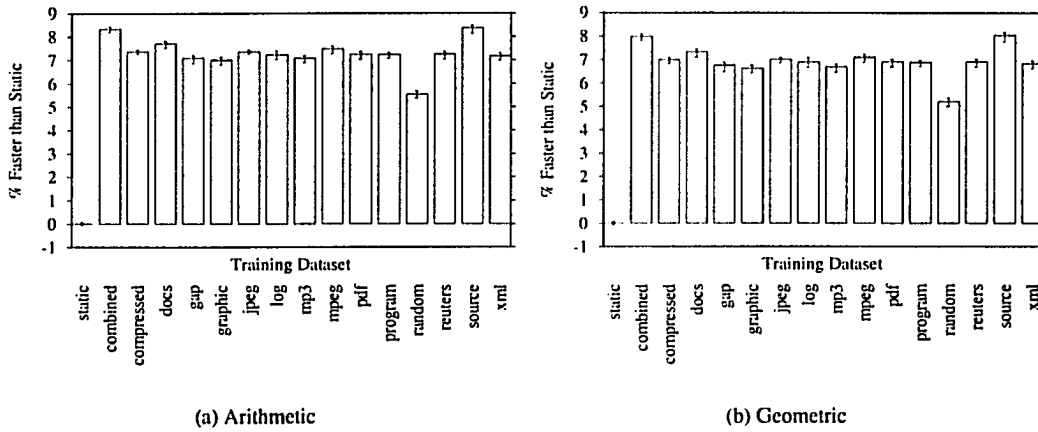 9
8
7
6
5
4
3
2
1
0
-1
% Faster than Static
Training Dataset
static
combined
compressed
docs
gap
graphic
jpeg
log
mp3
mpeg
pdf
program
random
reuters
source
xml
(a) Arithmetic
9
8
7
6
5
4
3
2
1
0
-1
% Faster than Static
Training Dataset
static
combined
compressed
docs
gap
graphic
jpeg
log
mp3
mpeg
pdf
program
random
reuters
source
xml
(b) Geometric